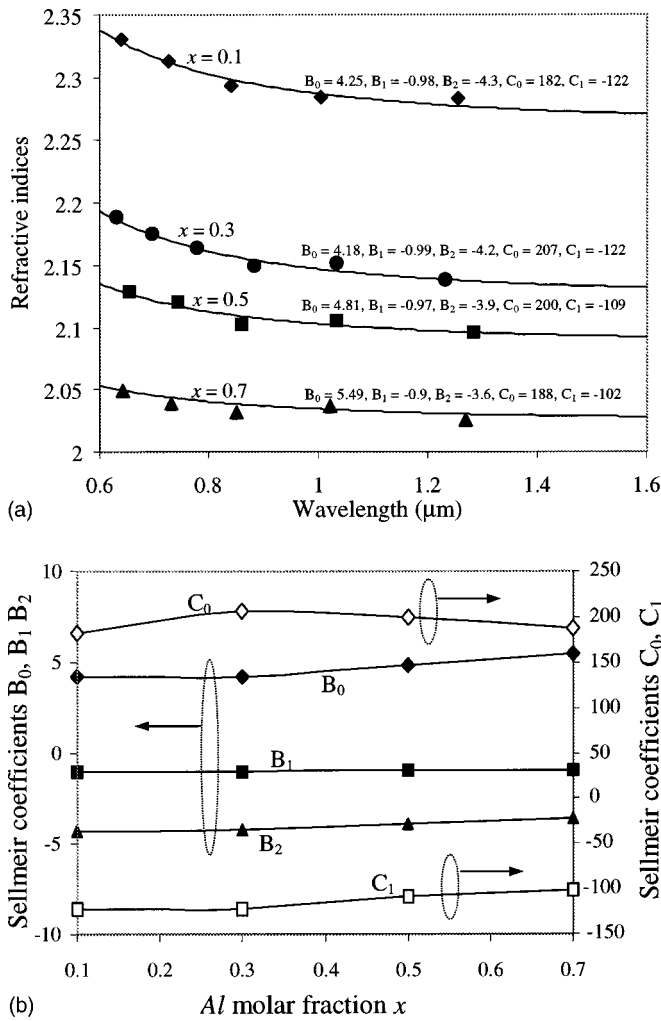 2.35
2.3
2.25
2.2
2.15
2.1
2.05
2
Refractive indices
x = 0.1
B0 = 4.25, B1 = -0.98, B2 = -4.3, C0 = 182, C1 = -122
x = 0.3
B0 = 4.18, B1 = -0.99, B2 = -4.2, C0 = 207, C1 = -122
x = 0.5
B0 = 4.81, B1 = -0.97, B2 = -3.9, C0 = 200, C1 = -109
x = 0.7
B0 = 5.49, B1 = -0.9, B2 = -3.6, C0 = 188, C1 = -102
0.6 0.8 1 1.2 1.4 1.6
(a)
Wavelength (μm)
10
5
0
-5
-10
Sellmeir coefficients B0, B1 B2
250
200
150
100
50
0
-50
-100
-150
Sellmeir coefficients C0, C1
C0
B0
B1
B2
C1
0.1 0.2 0.3 0.4 0.5 0.6 0.7
(b)
Al molar fraction x